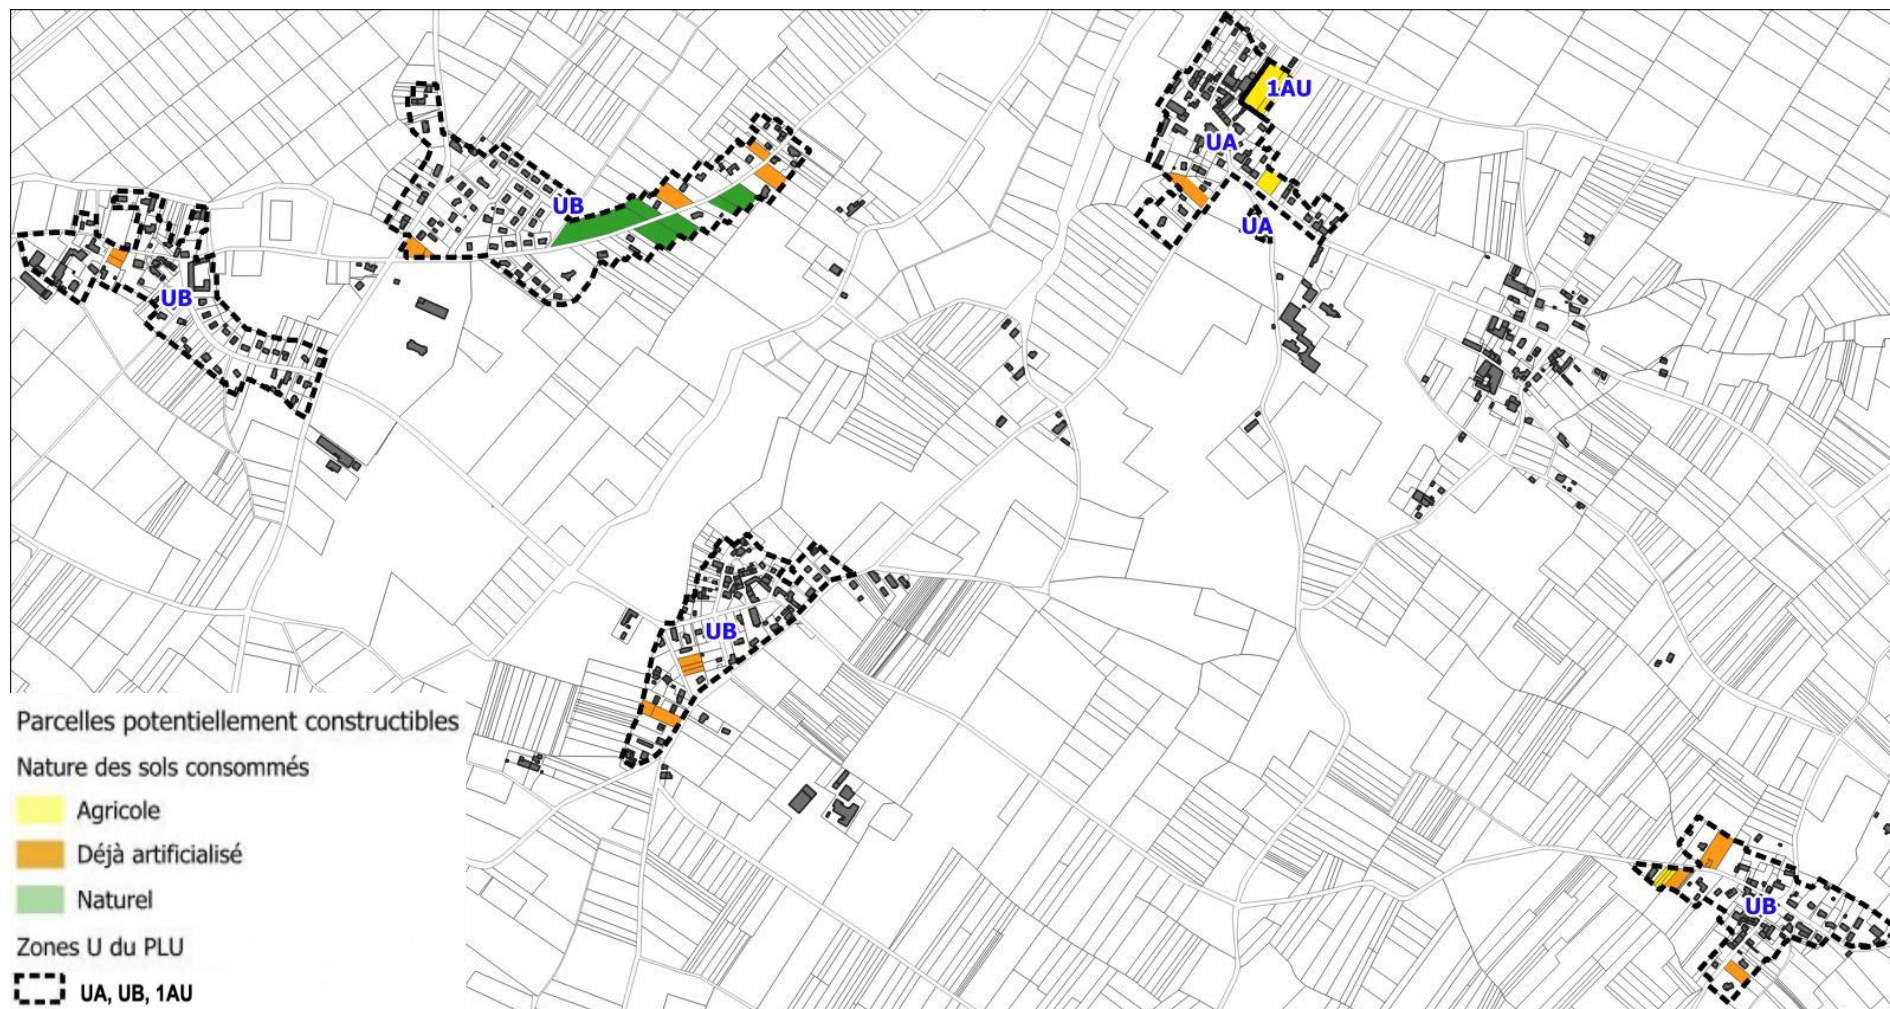 1AU
UA
UB
UA
UB
UB
UB
Parcelles potentiellement constructibles
Nature des sols consommés
Agricole
Déjà artificialisé
Naturel
Zones U du PLU
UA, UB, 1AU